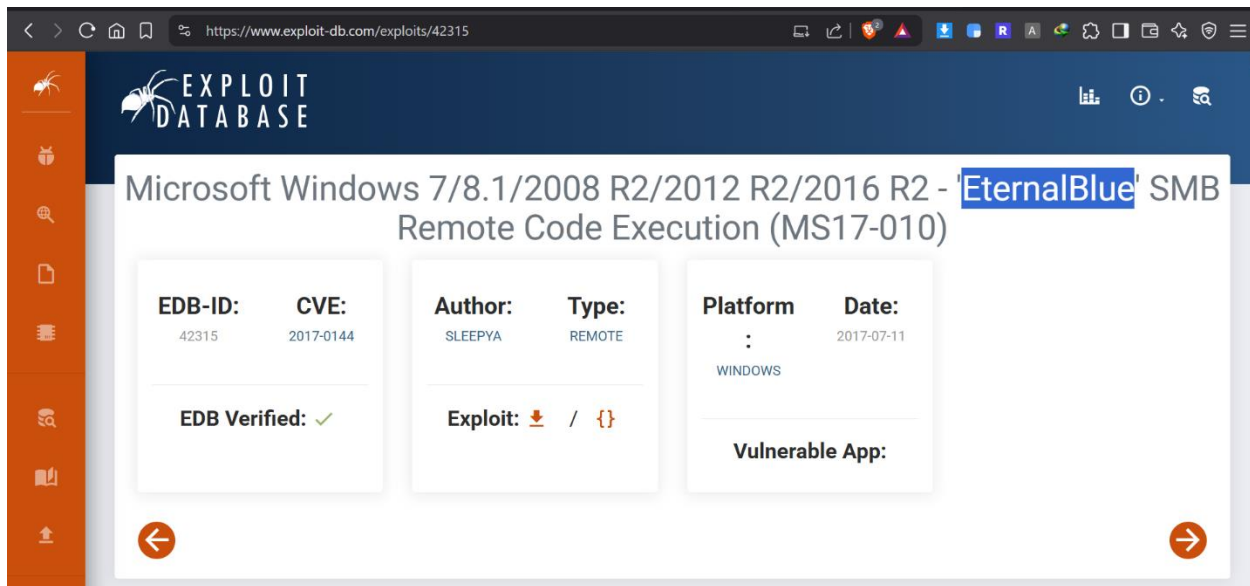 https://www.exploit-db.com/exploits/42315
2
R
A
EXPLOIT
DATABASE
Microsoft Windows 7/8.1/2008 R2/2012 R2/2016 R2 - 'EternalBlue' SMB
Remote Code Execution (MS17-010)
EDB-ID:
42315
CVE:
2017-0144
EDB Verified:
Author:
SLEEPYA
Type:
REMOTE
Exploit: / {}
Platform
:
WINDOWS
Date:
2017-07-11
Vulnerable App: